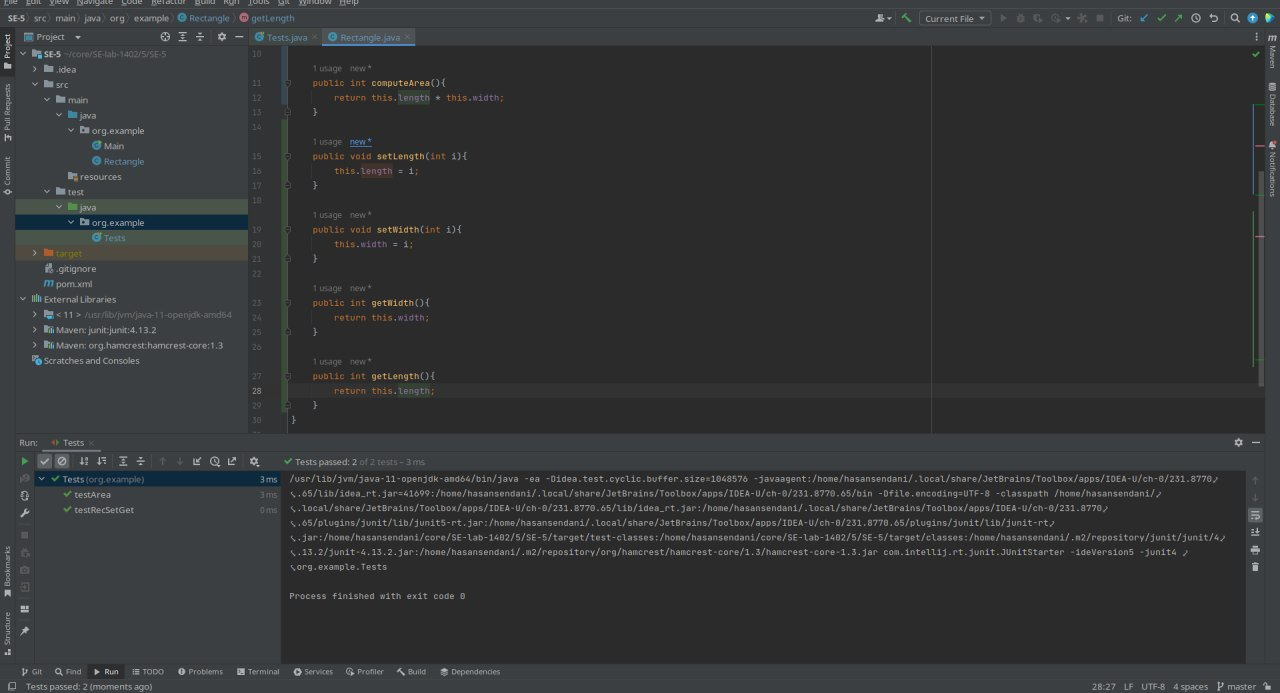 File Edit View Navigate Code Refactor Build Run Tools Git Window Help
SE-5 src main java org example Rectangle getLength
Current File
Git:
Project
Tests.java
Rectangle.java
SE-5 ~/core/SE-lab-1402/5/SE-5
.idea
src
main
java
org.example
Main
Rectangle
resources
test
java
org.example
Tests
target
.gitignore
pom.xml
External Libraries
< 11 > /usr/lib/jvm/java-11-openjdk-amd64
Maven: junit:junit:4.13.2
Maven: org.hamcrest:hamcrest-core:1.3
Scratches and Consoles
10
1 usage new *
11 public int computeArea(){
12 return this.length * this.width;
13 }
14
1 usage new *
15 public void setLength(int i){
16 this.length = i;
17 }
18
1 usage new *
19 public void setWidth(int i){
20 this.width = i;
21 }
22
1 usage new *
23 public int getWidth(){
24 return this.width;
25 }
26
1 usage new *
27 public int getLength(){
28 return this.length;
29 }
30 }
Project
Pull Requests
Commit
Bookmarks
Structure
Maven
Database
Notifications
Run: Tests
Tests passed: 2 of 2 tests – 3 ms
Tests (org.example) 3 ms
testArea 3 ms
testRecSetGet 0 ms
/usr/lib/jvm/java-11-openjdk-amd64/bin/java -ea -Didea.test.cyclic.buffer.size=1048576 -javaagent:/home/hasansendani/.local/share/JetBrains/Toolbox/apps/IDEA-U/ch-0/231.8770
.65/lib/idea_rt.jar=41699:/home/hasansendani/.local/share/JetBrains/Toolbox/apps/IDEA-U/ch-0/231.8770.65/bin -Dfile.encoding=UTF-8 -classpath /home/hasansendani/
.local/share/JetBrains/Toolbox/apps/IDEA-U/ch-0/231.8770.65/lib/idea_rt.jar:/home/hasansendani/.local/share/JetBrains/Toolbox/apps/IDEA-U/ch-0/231.8770
.65/plugins/junit/lib/junit5-rt.jar:/home/hasansendani/.local/share/JetBrains/Toolbox/apps/IDEA-U/ch-0/231.8770.65/plugins/junit/lib/junit-rt
.jar:/home/hasansendani/core/SE-lab-1402/5/SE-5/target/test-classes:/home/hasansendani/core/SE-lab-1402/5/SE-5/target/classes:/home/hasansendani/.m2/repository/junit/junit/4
.13.2/junit-4.13.2.jar:/home/hasansendani/.m2/repository/org/hamcrest/hamcrest-core/1.3/hamcrest-core-1.3.jar com.intellij.rt.junit.JUnitStarter -ideVersion5 -junit4
org.example.Tests
Process finished with exit code 0
Git Find Run TODO Problems Terminal Services Profiler Build Dependencies
Tests passed: 2 (moments ago)
28:27 LF UTF-8 4 spaces master